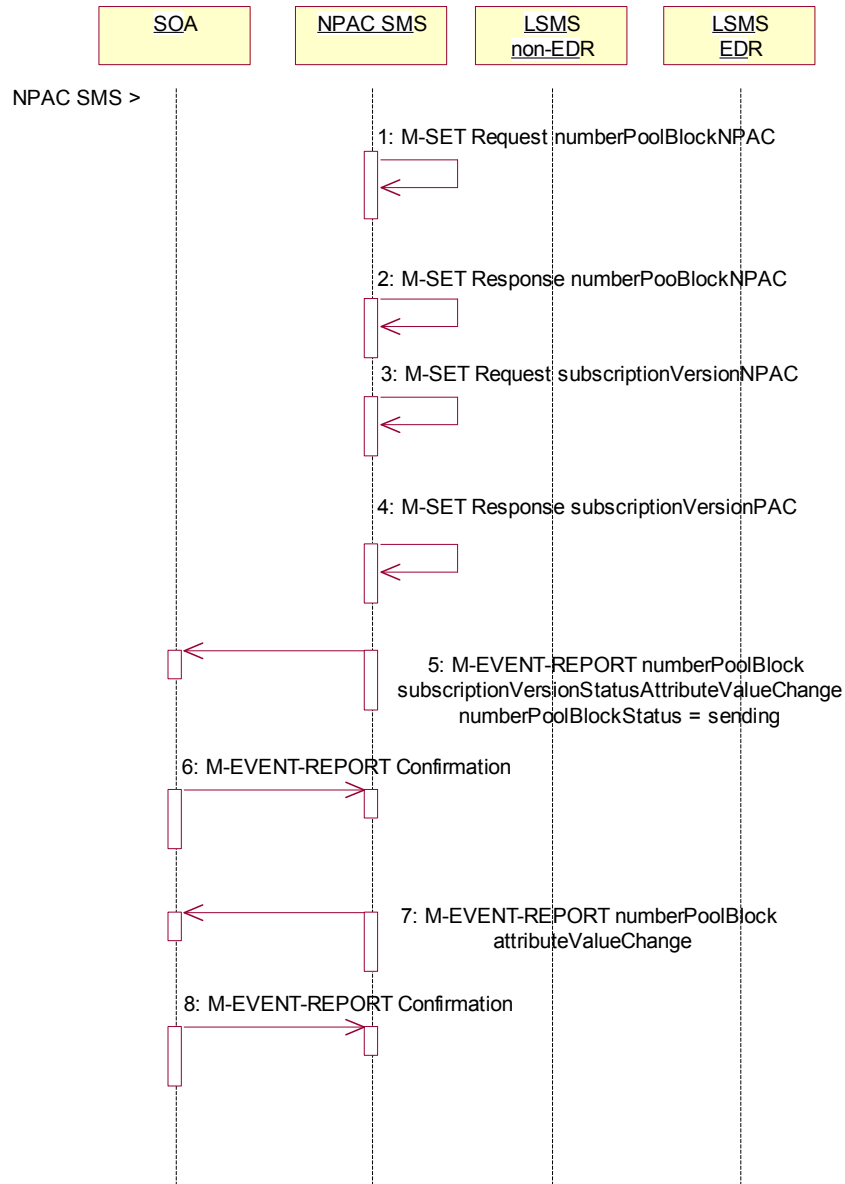 SOA
NPAC SMS
LSMS
non-EDR
LSMS
EDR
NPAC SMS >
1: M-SET Request numberPoolBlockNPAC
2: M-SET Response numberPooBlockNPAC
3: M-SET Request subscriptionVersionNPAC
4: M-SET Response subscriptionVersionPAC
5: M-EVENT-REPORT numberPoolBlock
subscriptionVersionStatusAttributeValueChange
numberPoolBlockStatus = sending
6: M-EVENT-REPORT Confirmation
7: M-EVENT-REPORT numberPoolBlock
attributeValueChange
8: M-EVENT-REPORT Confirmation